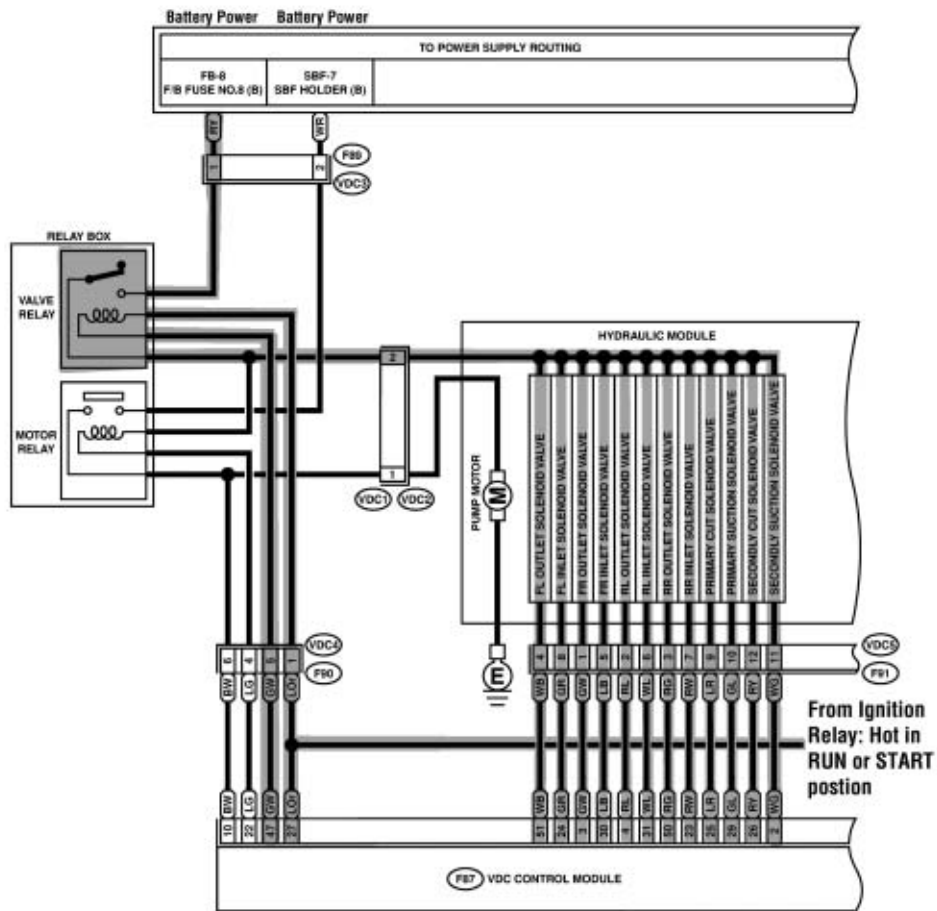 Battery Power Battery Power
TO POWER SUPPLY ROUTING
FB-8 SBF-7
F/B FUSE NO.8 (B) SBF HOLDER (B)
RY WR
1 2 F89
VDC3
RELAY BOX
VALVE
RELAY
MOTOR
RELAY
2
1
VDC1 VDC2
HYDRAULIC MODULE
PUMP MOTOR
M
E
FL OUTLET SOLENOID VALVE
FL INLET SOLENOID VALVE
FR OUTLET SOLENOID VALVE
FR INLET SOLENOID VALVE
RL OUTLET SOLENOID VALVE
RL INLET SOLENOID VALVE
RR OUTLET SOLENOID VALVE
RR INLET SOLENOID VALVE
PRIMARY CUT SOLENOID VALVE
PRIMARY SUCTION SOLENOID VALVE
SECONDLY CUT SOLENOID VALVE
SECONDLY SUCTION SOLENOID VALVE
6 4 5 1 VDC4
F90
BW LG GW LOI
4 8 1 5 2 6 3 7 9 10 12 11 VDC5
F91
WB GR GW LB RL WL RG RW LR GL RY WG
From Ignition
Relay: Hot in
RUN or START
postion
BW LG GW LOI WB GR GW LB RL WL RG RW LR GL RY WG
10 22 47 27 51 24 3 30 4 31 50 23 25 29 26 2
F87 VDC CONTROL MODULE